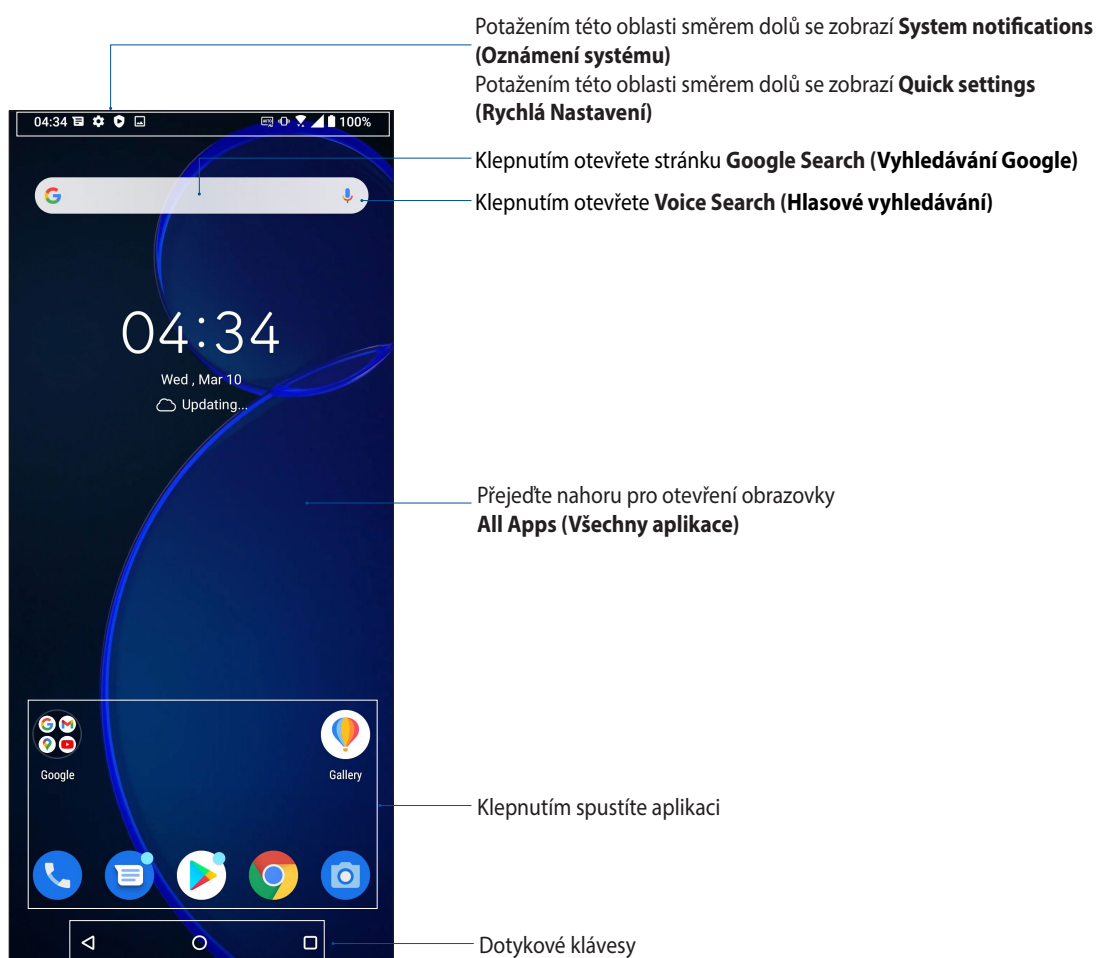 Potažením této oblasti směrem dolů se zobrazí System notifications
(Oznámení systému)
Potažením této oblasti směrem dolů se zobrazí Quick settings
(Rychlá Nastavení)
04:34
100%
Klepnutím otevřete stránku Google Search (Vyhledávání Google)
Klepnutím otevřete Voice Search (Hlasové vyhledávání)
04:34
Wed , Mar 10
Updating...
Přejeďte nahoru pro otevření obrazovky
All Apps (Všechny aplikace)
Google
Gallery
Klepnutím spustíte aplikaci
Dotykové klávesy